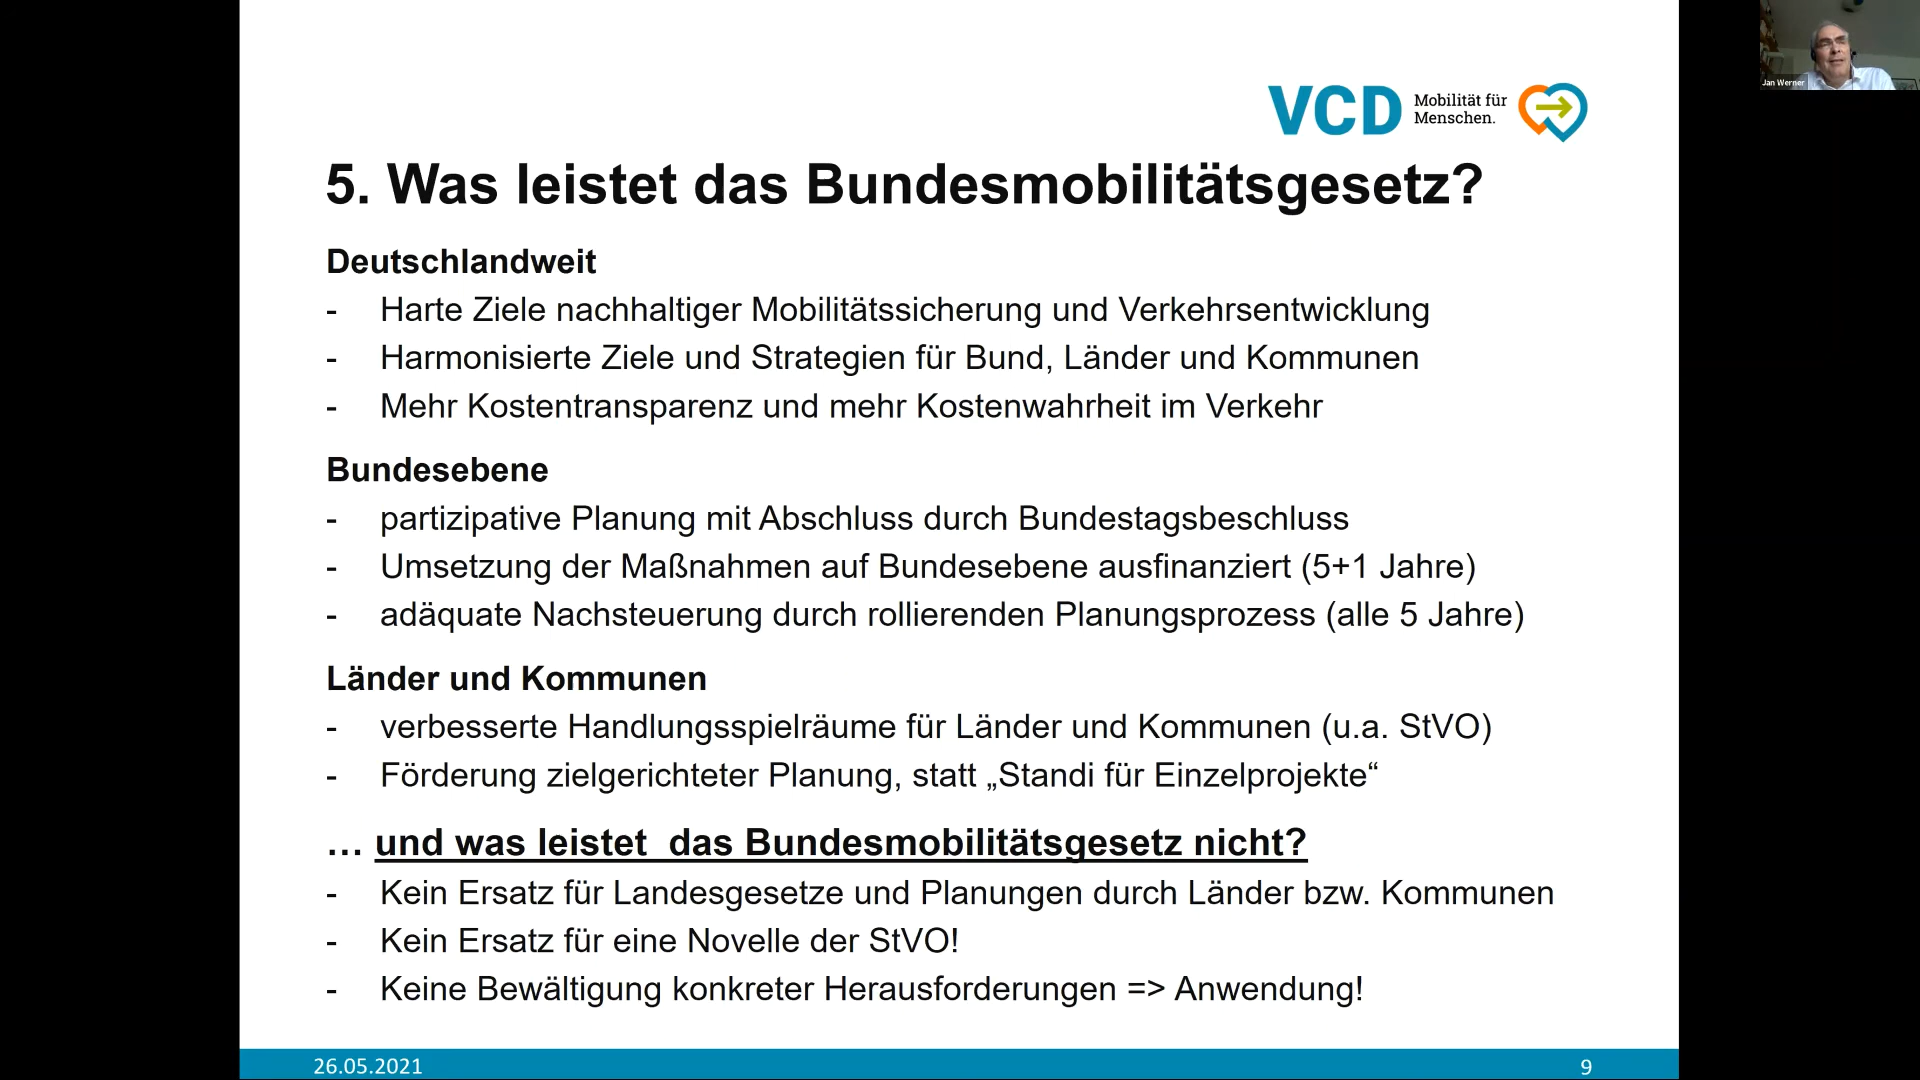 Jan Werner
VCD
Mobilität für
Menschen.
5. Was leistet das Bundesmobilitätsgesetz?
Deutschlandweit
- Harte Ziele nachhaltiger Mobilitätssicherung und Verkehrsentwicklung
- Harmonisierte Ziele und Strategien für Bund, Länder und Kommunen
- Mehr Kostentransparenz und mehr Kostenwahrheit im Verkehr
Bundesebene
- partizipative Planung mit Abschluss durch Bundestagsbeschluss
- Umsetzung der Maßnahmen auf Bundesebene ausfinanziert (5+1 Jahre)
- adäquate Nachsteuerung durch rollierenden Planungsprozess (alle 5 Jahre)
Länder und Kommunen
- verbesserte Handlungsspielräume für Länder und Kommunen (u.a. StVO)
- Förderung zielgerichteter Planung, statt „Standi für Einzelprojekte“
… und was leistet  das Bundesmobilitätsgesetz nicht?
- Kein Ersatz für Landesgesetze und Planungen durch Länder bzw. Kommunen
- Kein Ersatz für eine Novelle der StVO!
- Keine Bewältigung konkreter Herausforderungen => Anwendung!
26.05.2021
9